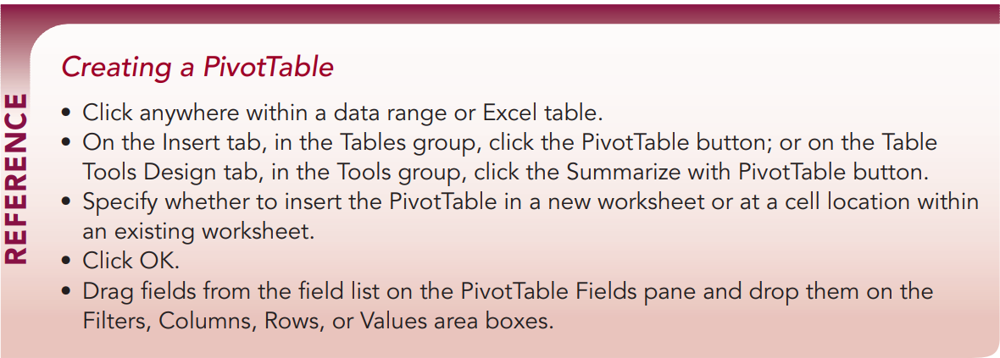 REFERENCE
Creating a PivotTable
• Click anywhere within a data range or Excel table.
• On the Insert tab, in the Tables group, click the PivotTable button; or on the Table
Tools Design tab, in the Tools group, click the Summarize with PivotTable button.
• Specify whether to insert the PivotTable in a new worksheet or at a cell location within
an existing worksheet.
• Click OK.
• Drag fields from the field list on the PivotTable Fields pane and drop them on the
Filters, Columns, Rows, or Values area boxes.